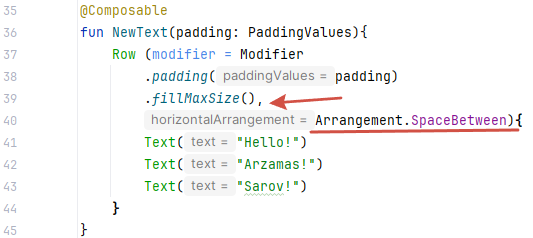 35 @Composable
36 fun NewText(padding: PaddingValues){
37 Row (modifier = Modifier
38 .padding( paddingValues = padding)
39 .fillMaxSize(),
40 horizontalArrangement = Arrangement.SpaceBetween){
41 Text( text = "Hello!")
42 Text( text = "Arzamas!")
43 Text( text = "Sarov!")
44 }
45 }